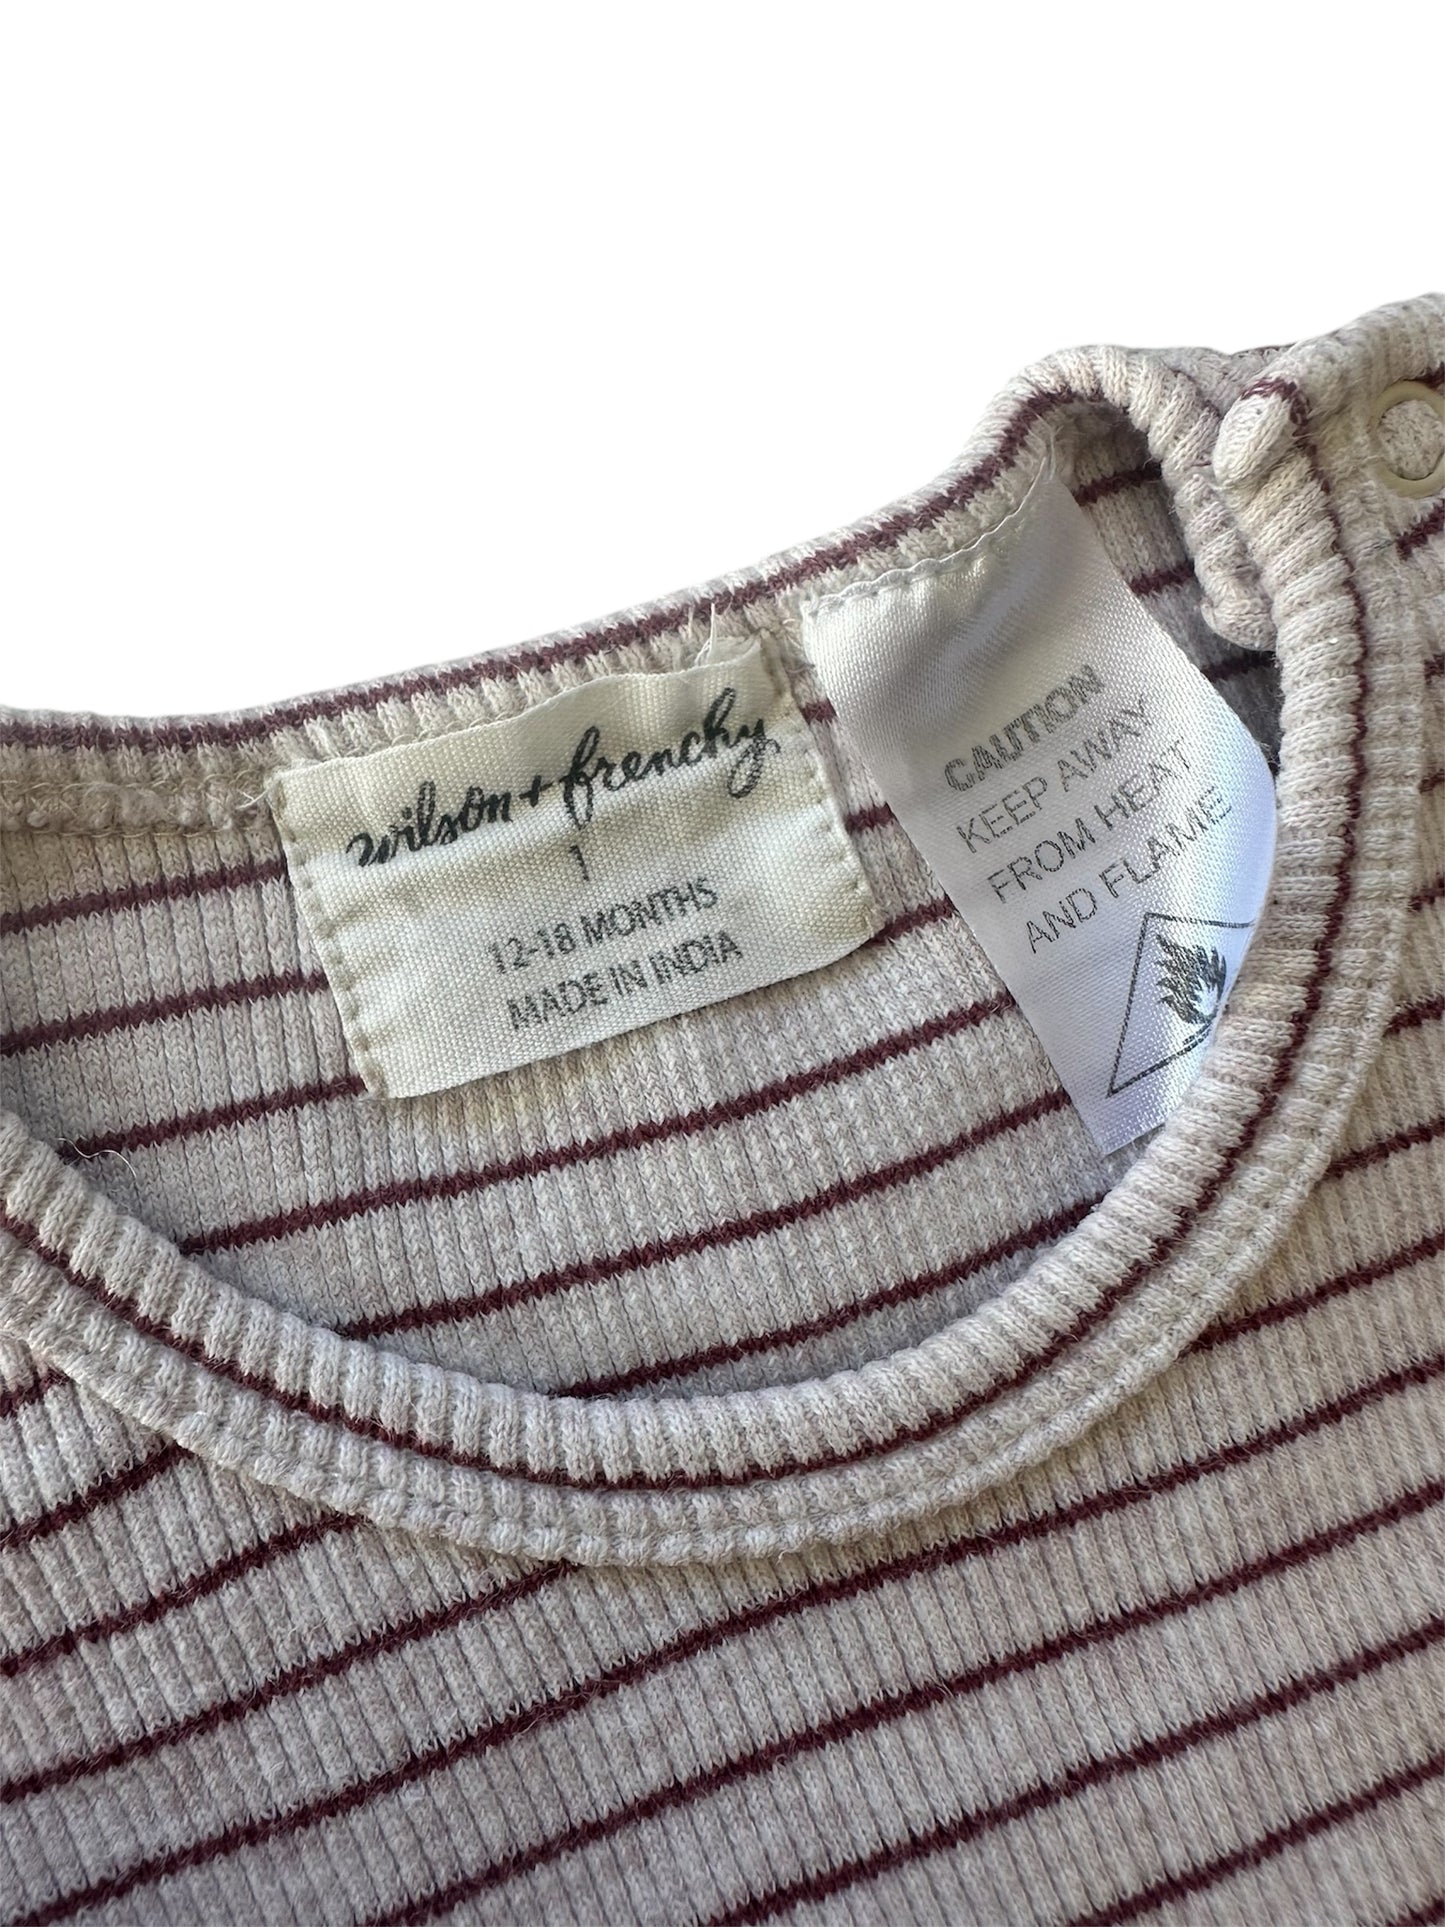 wilson + frenchy
1
12-18 MONTHS
MADE IN INDIA
CAUTION
KEEP AWAY
FROM HEAT
AND FLAME